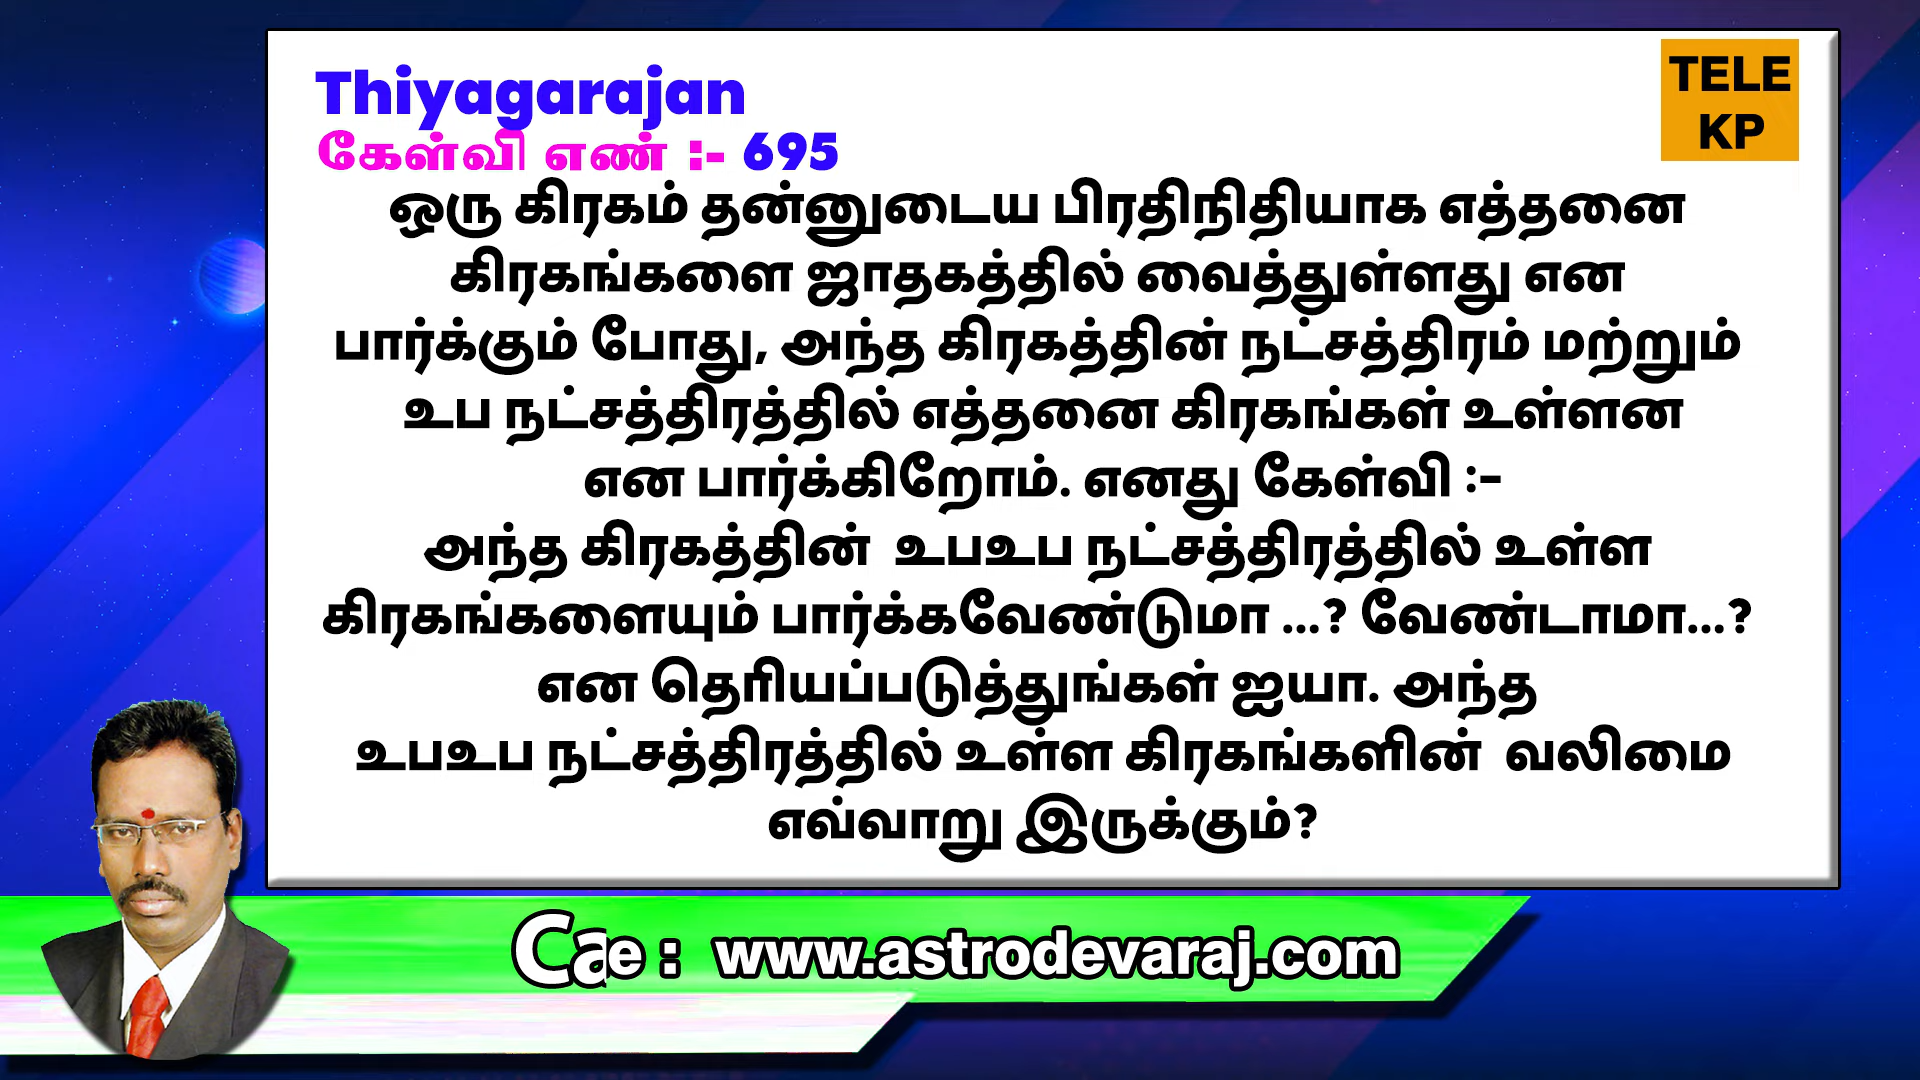 Thiyagarajan
TELE
KP
கேள்வி எண் :- 695
ஒரு கிரகம் தன்னுடைய பிரதிநிதியாக எத்தனை
கிரகங்களை ஜாதகத்தில் வைத்துள்ளது என
பார்க்கும் போது, அந்த கிரகத்தின் நட்சத்திரம் மற்றும்
உப நட்சத்திரத்தில் எத்தனை கிரகங்கள் உள்ளன
என பார்க்கிறோம். எனது கேள்வி :-
அந்த கிரகத்தின் உபஉப நட்சத்திரத்தில் உள்ள
கிரகங்களையும் பார்க்கவேண்டுமா ...? வேண்டாமா...?
என தெரியப்படுத்துங்கள் ஐயா. அந்த
உபஉப நட்சத்திரத்தில் உள்ள கிரகங்களின் வலிமை
எவ்வாறு இருக்கும்?
www.astrodevaraj.com